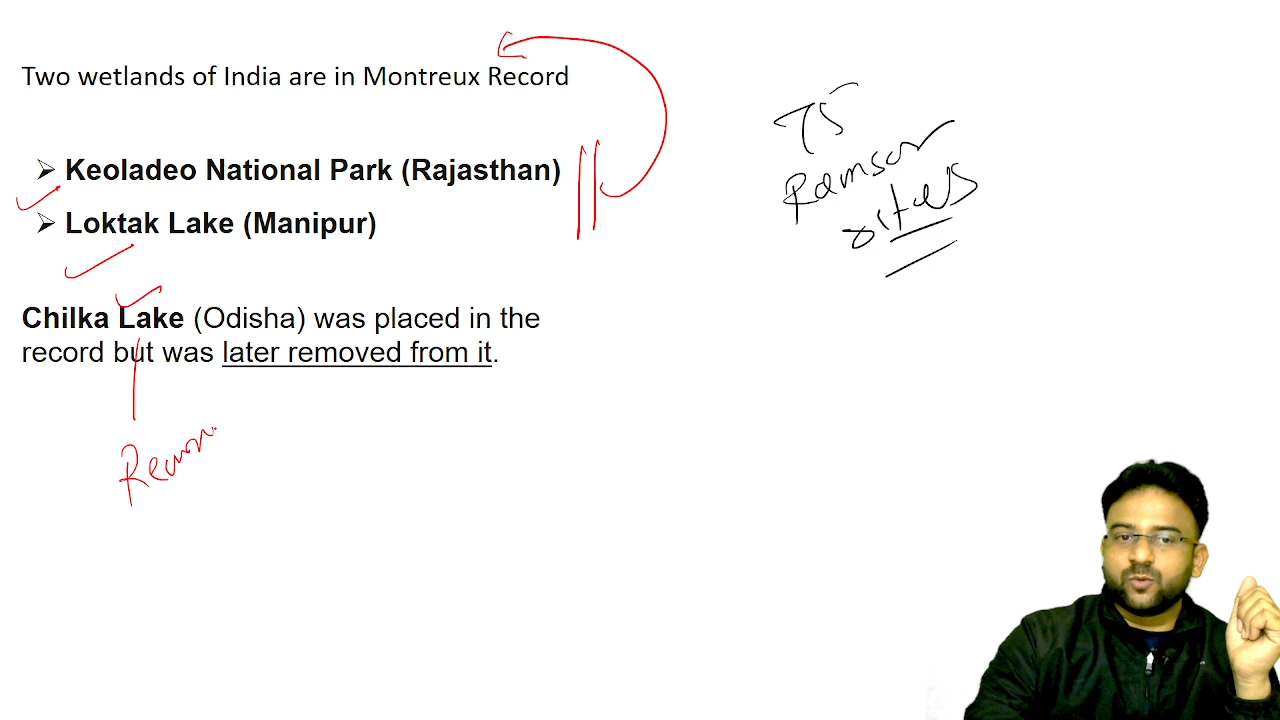 Two wetlands of India are in Montreux Record
➢ Keoladeo National Park (Rajasthan)
➢ Loktak Lake (Manipur)
Chilka Lake (Odisha) was placed in the
record but was later removed from it.
75
Ramsar
sites